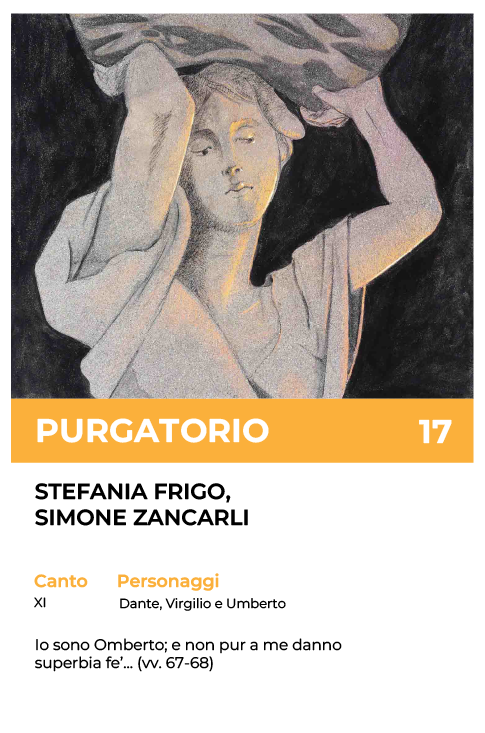 PURGATORIO 17
STEFANIA FRIGO,
SIMONE ZANCARLI
Canto Personaggi
XI Dante, Virgilio e Umberto
Io sono Omberto; e non pur a me danno
superbia fe’... (vv. 67-68)